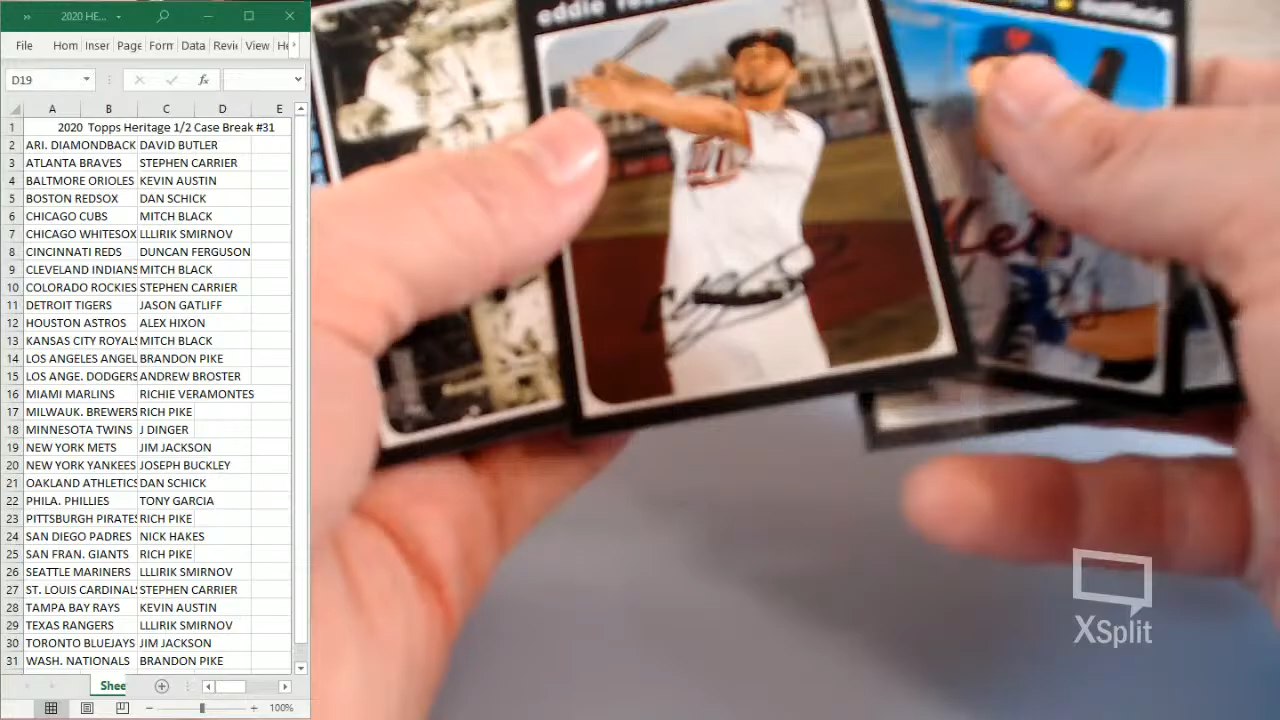 2020 HE...
File Hom Inser Page Forn Data Revie View He
D19
fx
A B C D E
1 2020 Topps Heritage 1/2 Case Break #31
2 ARI. DIAMONDBACK DAVID BUTLER
3 ATLANTA BRAVES STEPHEN CARRIER
4 BALTMORE ORIOLES KEVIN AUSTIN
5 BOSTON REDSOX DAN SCHICK
6 CHICAGO CUBS MITCH BLACK
7 CHICAGO WHITESOX LLLIRIK SMIRNOV
8 CINCINNATI REDS DUNCAN FERGUSON
9 CLEVELAND INDIANS MITCH BLACK
10 COLORADO ROCKIES STEPHEN CARRIER
11 DETROIT TIGERS JASON GATLIFF
12 HOUSTON ASTROS ALEX HIXON
13 KANSAS CITY ROYALS MITCH BLACK
14 LOS ANGELES ANGEL BRANDON PIKE
15 LOS ANGE. DODGERS ANDREW BROSTER
16 MIAMI MARLINS RICHIE VERAMONTES
17 MILWAUK. BREWERS RICH PIKE
18 MINNESOTA TWINS J DINGER
19 NEW YORK METS JIM JACKSON
20 NEW YORK YANKEES JOSEPH BUCKLEY
21 OAKLAND ATHLETICS DAN SCHICK
22 PHILA. PHILLIES TONY GARCIA
23 PITTSBURGH PIRATES RICH PIKE
24 SAN DIEGO PADRES NICK HAKES
25 SAN FRAN. GIANTS RICH PIKE
26 SEATTLE MARINERS LLLIRIK SMIRNOV
27 ST. LOUIS CARDINALS STEPHEN CARRIER
28 TAMPA BAY RAYS KEVIN AUSTIN
29 TEXAS RANGERS LLLIRIK SMIRNOV
30 TORONTO BLUEJAYS JIM JACKSON
31 WASH. NATIONALS BRANDON PIKE
Shee
100%
eddie
outfield
XSplit